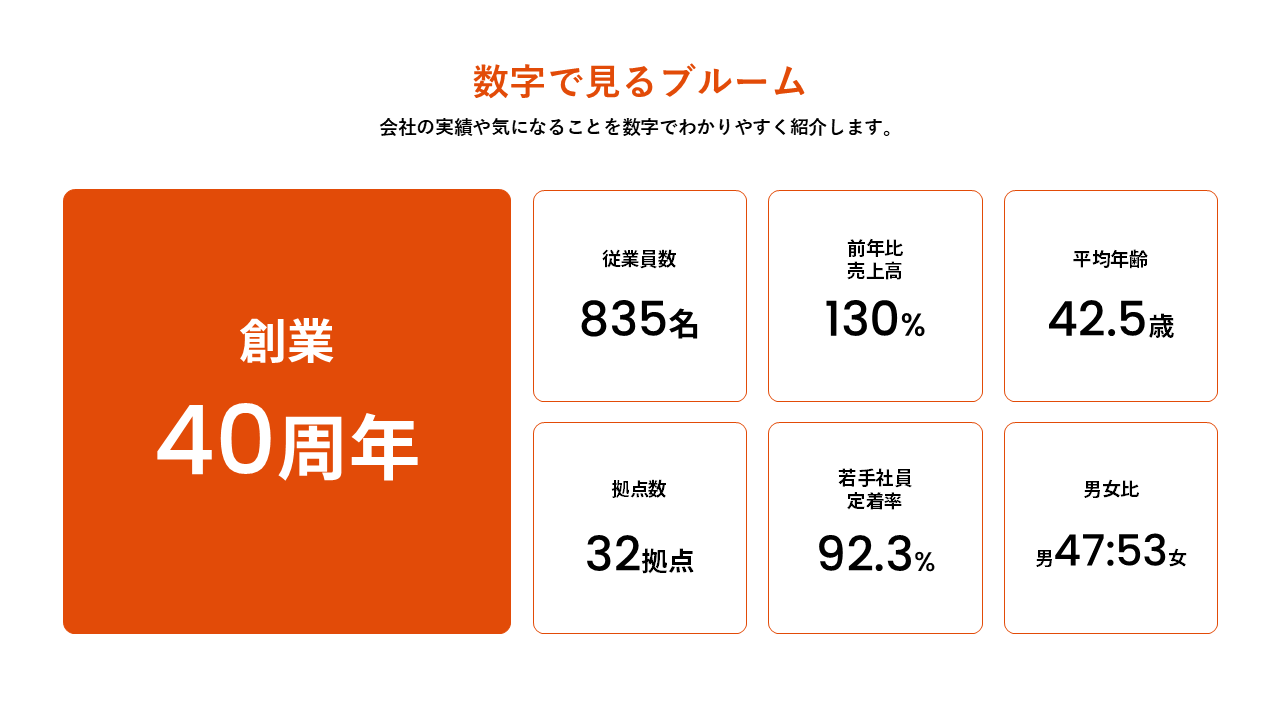 数字で見るブルーム
会社の実績や気になることを数字でわかりやすく紹介します。
創業
40周年
従業員数
835名
前年比
売上高
130%
平均年齢
42.5歳
拠点数
32拠点
若手社員
定着率
92.3%
男女比
男47:53女